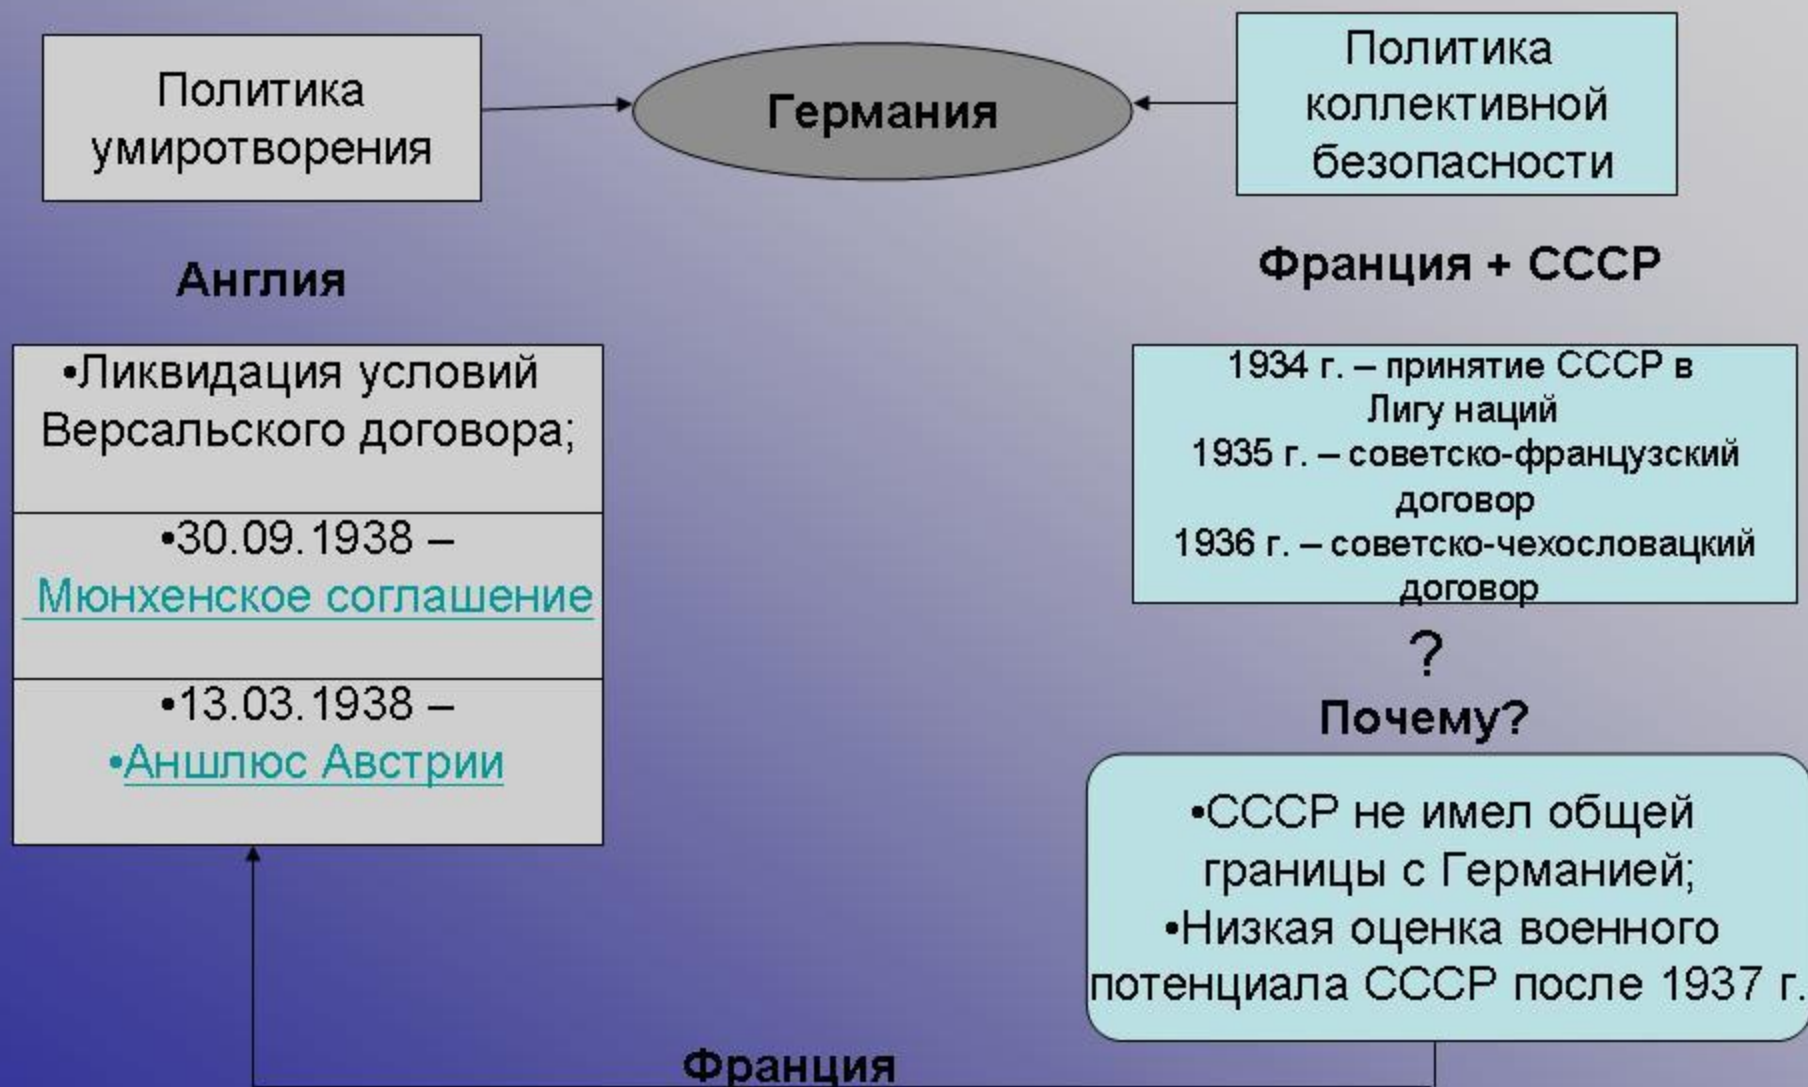 Политика
умиротворения
Германия
Политика
коллективной
безопасности
Англия
Франция + СССР
•Ликвидация условий
Версальского договора;
•30.09.1938 –
Мюнхенское соглашение
•13.03.1938 –
•Аншлюс Австрии
1934 г. – принятие СССР в
Лигу наций
1935 г. – советско-французский
договор
1936 г. – советско-чехословацкий
договор
?
Почему?
•СССР не имел общей
границы с Германией;
•Низкая оценка военного
потенциала СССР после 1937 г.
Франция